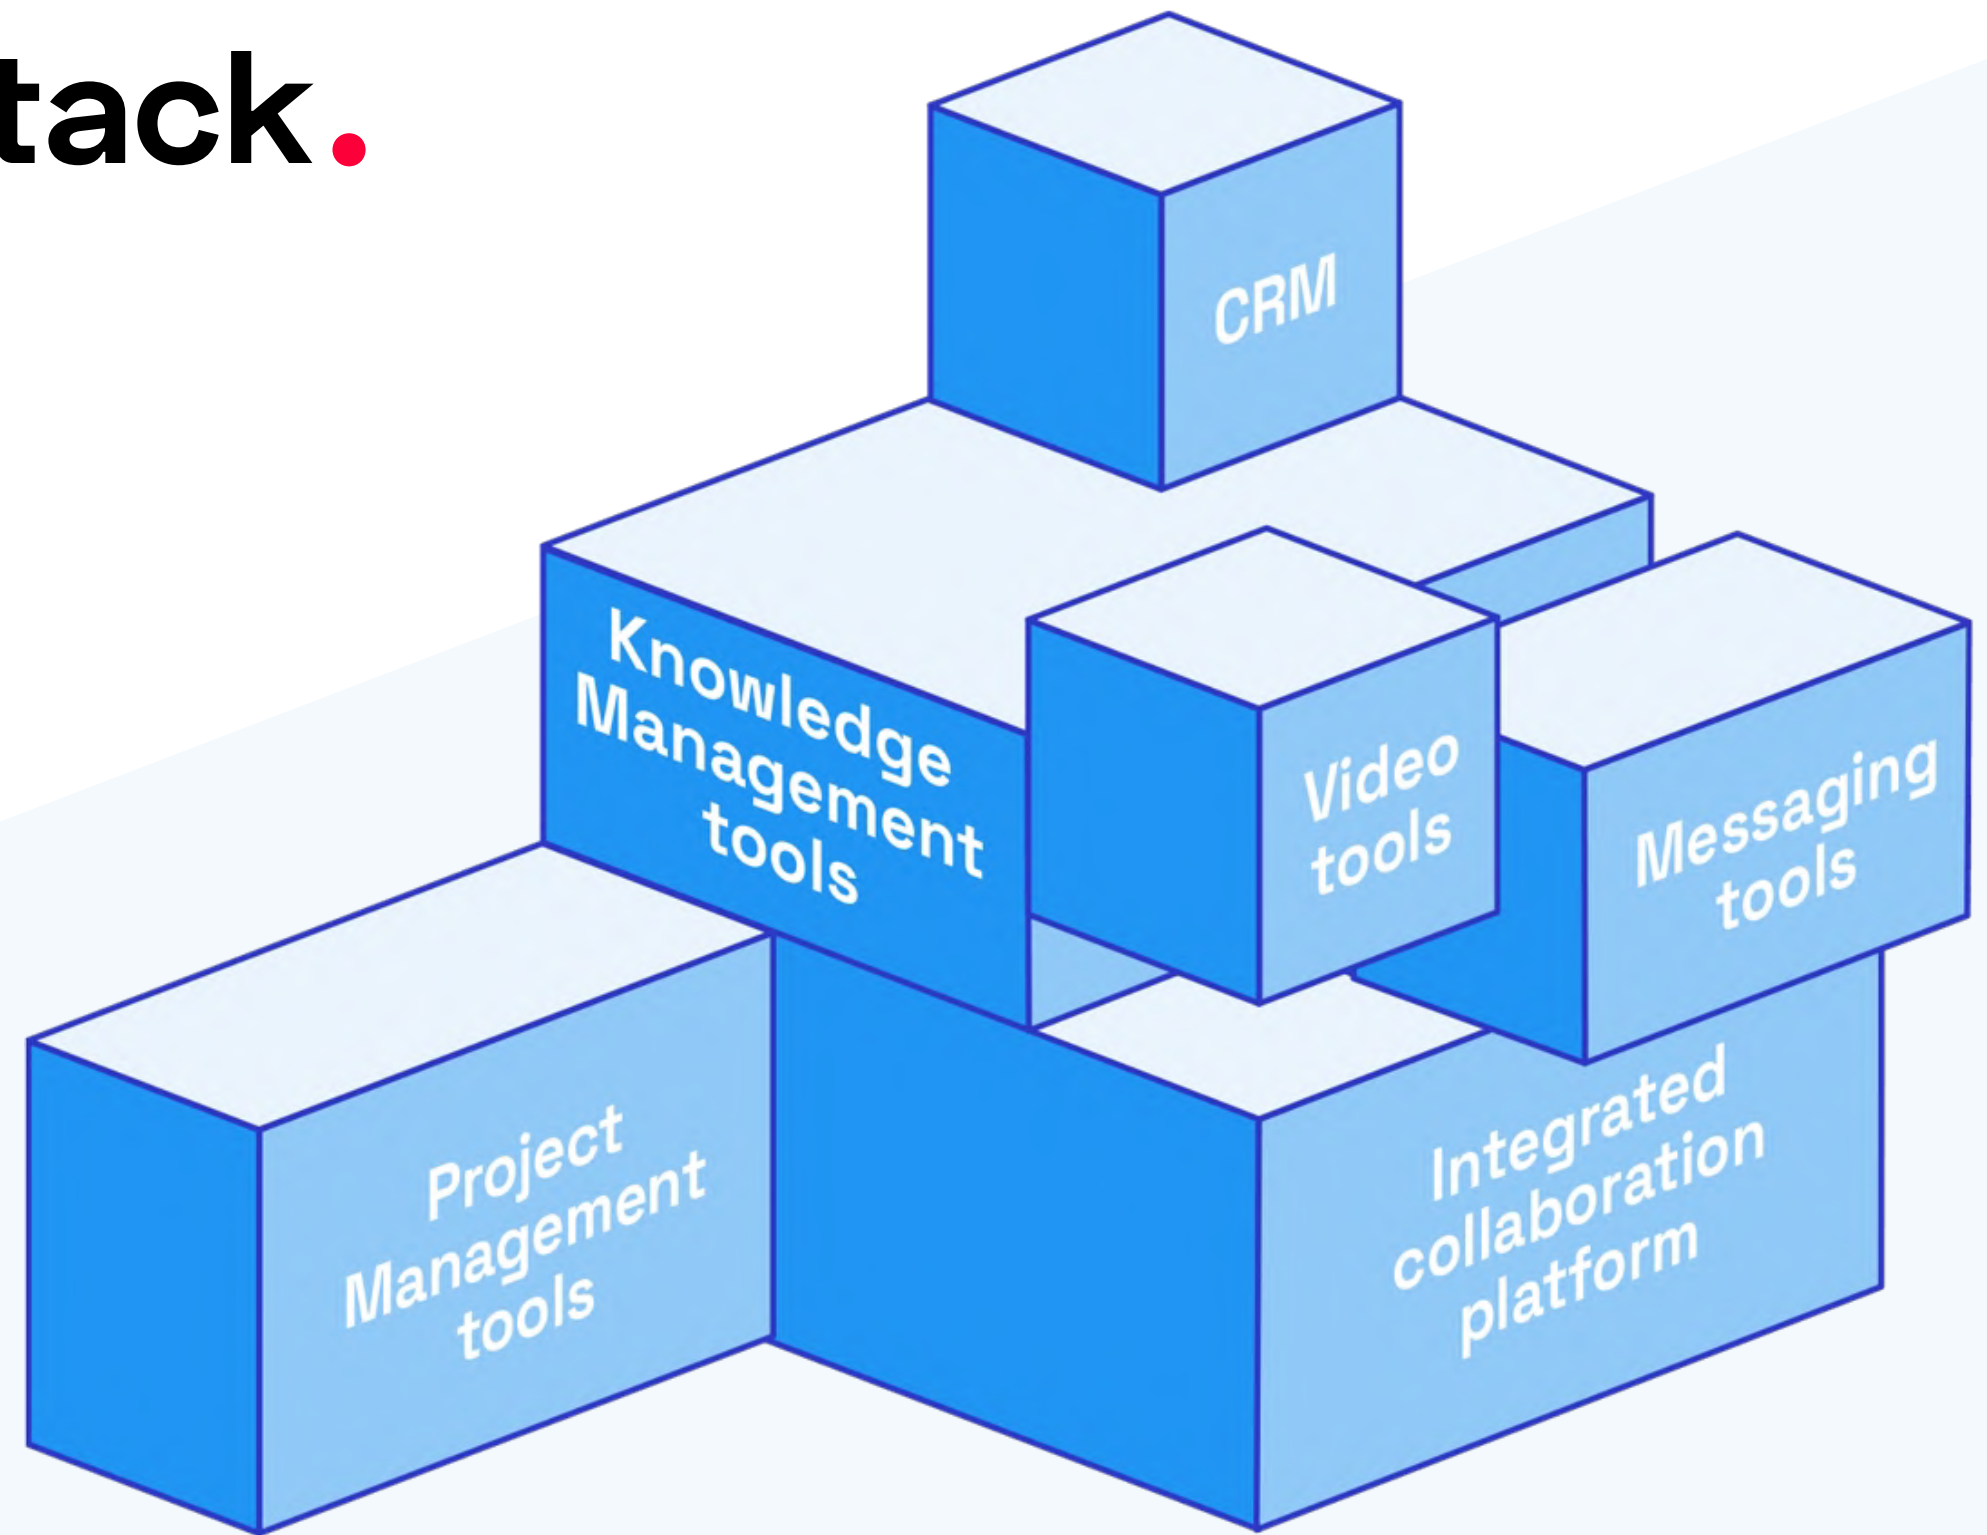 tack.
CRM
Knowledge
Management
tools
Video
tools
Messaging
tools
Project
Management
tools
Integrated
collaboration
platform